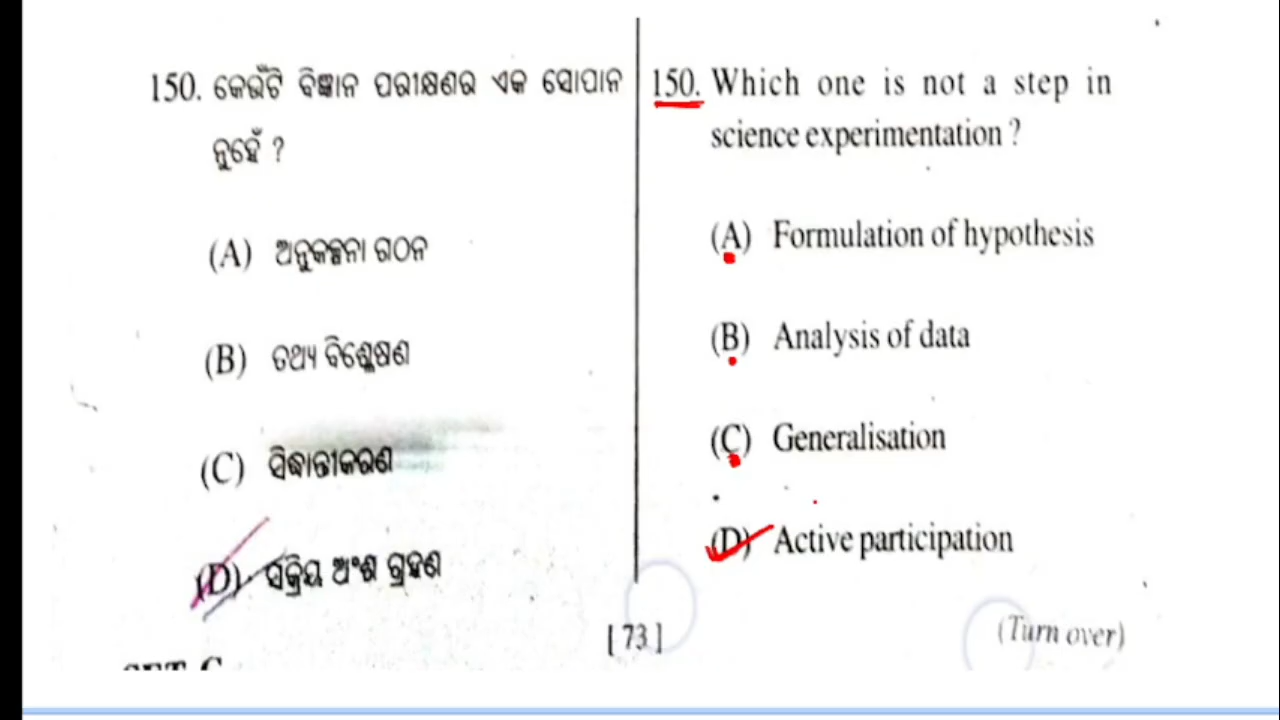 150. କେଉଁଟି ବିଜ୍ଞାନ ପରୀକ୍ଷଣର ଏକ ସୋପାନ
ନୁହେଁ ?
(A) ଅନୁକଳ୍ପନା ଗଠନ
(B) ତଥ୍ୟ ବିଶ୍ଳେଷଣ
(C) ସିଦ୍ଧାନ୍ତୀକରଣ
(D) ସକ୍ରିୟ ଅଂଶ ଗ୍ରହଣ
150. Which one is not a step in
science experimentation ?
(A) Formulation of hypothesis
(B) Analysis of data
(C) Generalisation
(D) Active participation
[ 73 ]
(Turn over)